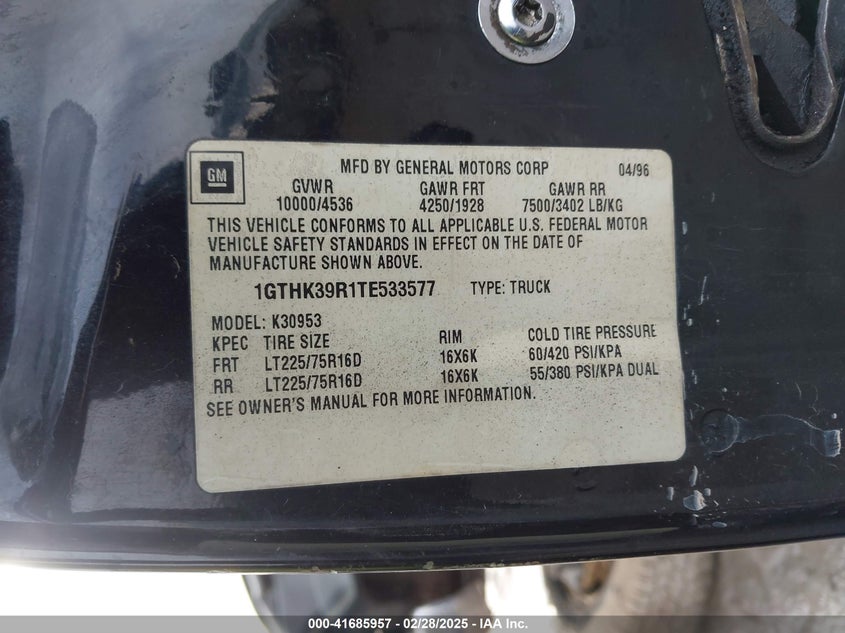 GM
MFD BY GENERAL MOTORS CORP 04/96
GVWR GAWR FRT GAWR RR
10000/4536 4250/1928 7500/3402 LB/KG
THIS VEHICLE CONFORMS TO ALL APPLICABLE U.S. FEDERAL MOTOR
VEHICLE SAFETY STANDARDS IN EFFECT ON THE DATE OF
MANUFACTURE SHOWN ABOVE.
1GTHK39R1TE533577 TYPE: TRUCK
MODEL: K30953
KPEC TIRE SIZE RIM COLD TIRE PRESSURE
FRT LT225/75R16D 16X6K 60/420 PSI/KPA
RR LT225/75R16D 16X6K 55/380 PSI/KPA DUAL
SEE OWNER'S MANUAL FOR MORE INFORMATION.
000-41685957 - 02/28/2025 - IAA Inc.